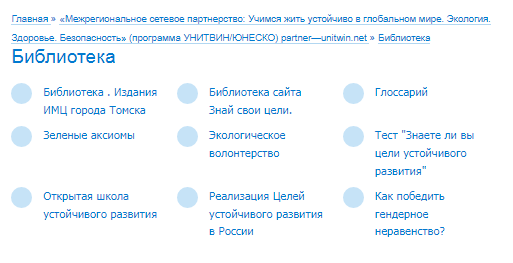 Главная » «Межрегиональное сетевое партнерство: Учимся жить устойчиво в глобальном мире. Экология.
Здоровье. Безопасность» (программа УНИТВИН/ЮНЕСКО) partner—unitwin.net » Библиотека
Библиотека
Библиотека . Издания
ИМЦ города Томска
Библиотека сайта
Знай свои цели.
Глоссарий
Зеленые аксиомы
Экологическое
волонтерство
Тест "Знаете ли вы
цели устойчивого
развития"
Открытая школа
устойчивого развития
Реализация Целей
устойчивого развития
в России
Как победить
гендерное
неравенство?